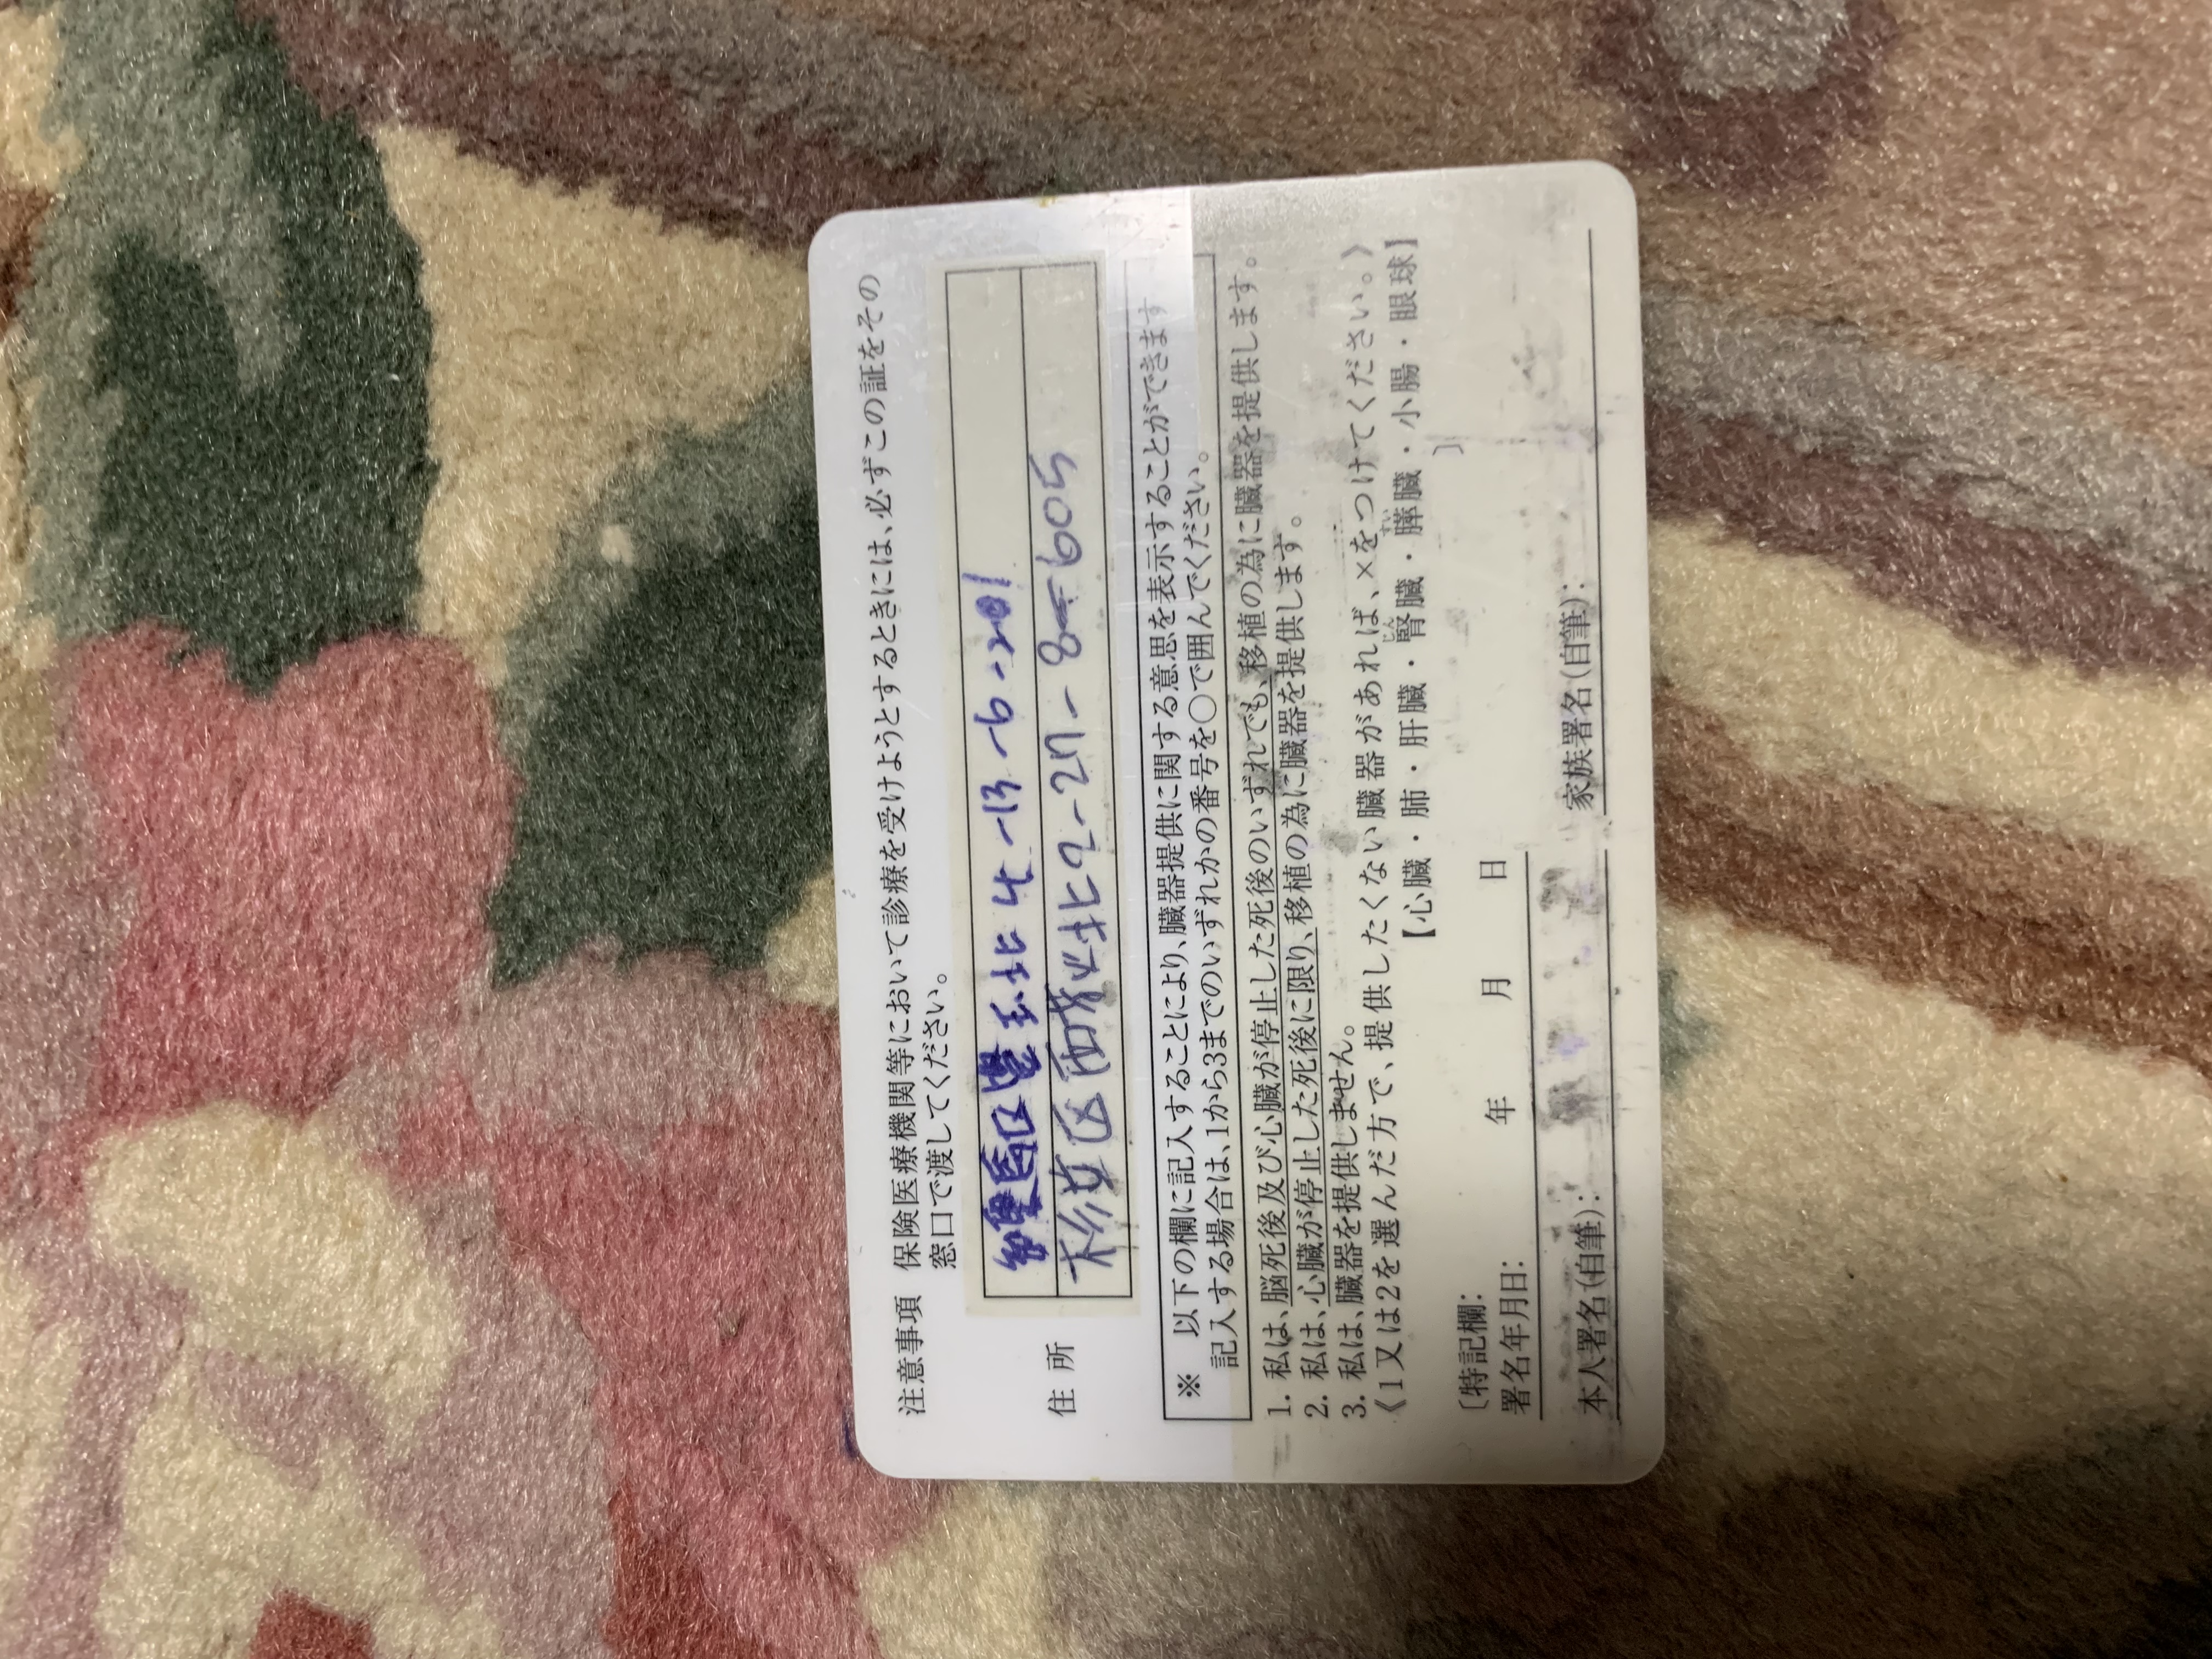 注意事項 保険医療機関等において診療を受けようとするときには、必ずこの証をその
窓口で渡してください。
住所
練馬区豊玉北4-13-6-201
杉並区西荻北2-27-8-605
※ 以下の欄に記入することにより、臓器提供に関する意思を表示することができます
記入する場合は、1から3までのいずれかの番号を○で囲んでください。
1. 私は、脳死後及び心臓が停止した死後のいずれでも、移植の為に臓器を提供します。
2. 私は、心臓が停止した死後に限り、移植の為に臓器を提供します。
3. 私は、臓器を提供しません。
《1又は2を選んだ方で、提供したくない臓器があれば、×をつけてください。》
【心臓・肺・肝臓・腎臓・膵臓・小腸・眼球】
じん すい
〔特記欄: 〕
署名年月日: 年 月 日
本人署名(自筆): 家族署名(自筆):